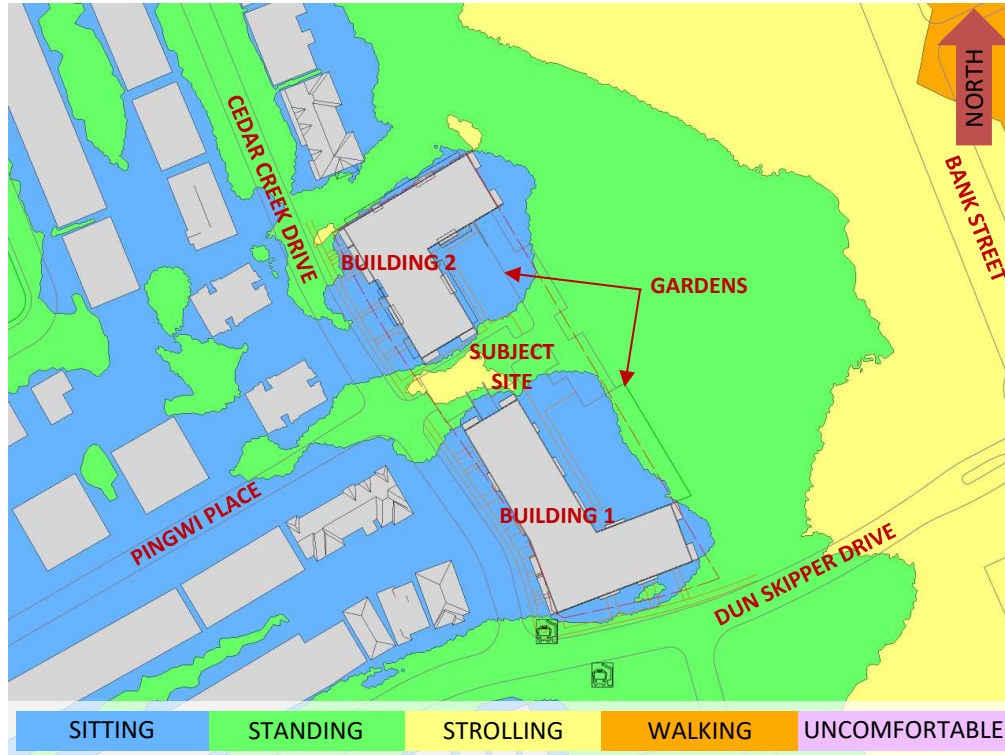 NORTH
CEDAR CREEK DRIVE
BANK STREET
BUILDING 2
GARDENS
SUBJECT
SITE
BUILDING 1
PINGWI PLACE
DUN SKIPPER DRIVE
SITTING
STANDING
STROLLING
WALKING
UNCOMFORTABLE